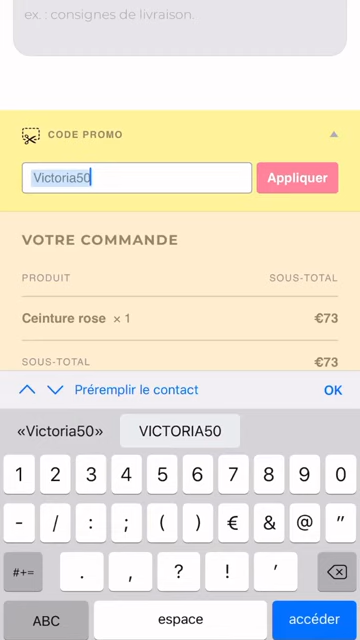 ex. : consignes de livraison.
CODE PROMO
Victoria50
Appliquer
VOTRE COMMANDE
PRODUIT SOUS-TOTAL
Ceinture rose × 1 €73
SOUS-TOTAL €73
Préremplir le contact OK
«Victoria50» VICTORIA50
1 2 3 4 5 6 7 8 9 0
- / : ; ( ) € & @ "
#+= . , ? ! '
ABC espace accéder